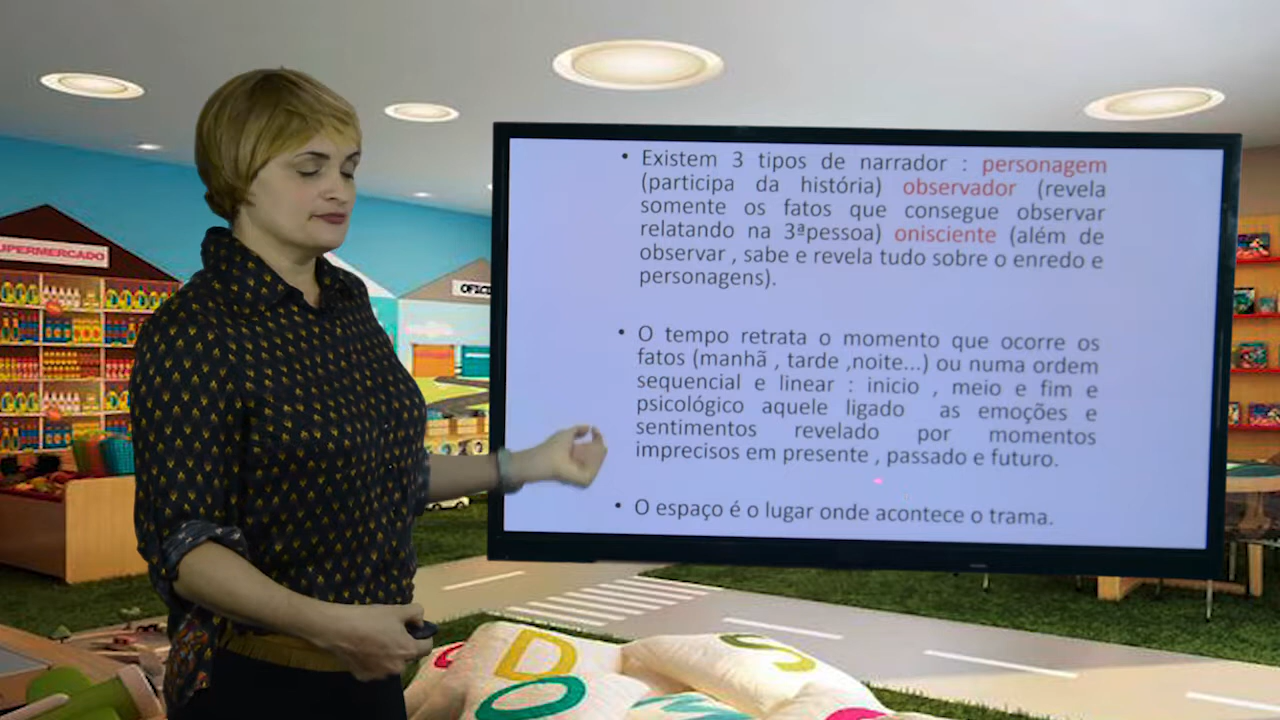 UPERMERCADO
OFICI
• Existem 3 tipos de narrador : personagem
(participa da história) observador (revela
somente os fatos que consegue observar
relatando na 3ªpessoa) onisciente (além de
observar , sabe e revela tudo sobre o enredo e
personagens).
• O tempo retrata o momento que ocorre os
fatos (manhã , tarde ,noite...) ou numa ordem
sequencial e linear : inicio , meio e fim e
psicológico aquele ligado as emoções e
sentimentos revelado por momentos
imprecisos em presente , passado e futuro.
• O espaço é o lugar onde acontece o trama.
D
S
O